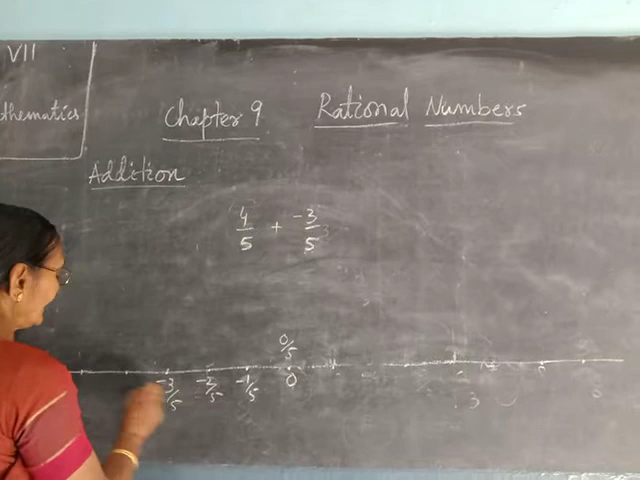 VII
thematics
Chapter 9 Rational Numbers
Addition
4/5 + -3/5
0/5
-3/5 -2/5 -1/5 0